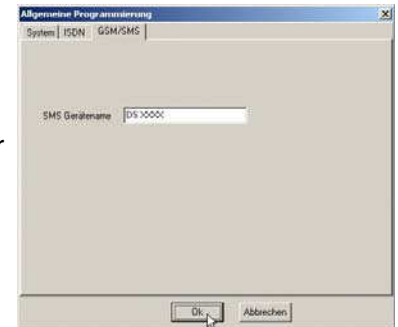 Allgemeine Programmierung
System ISDN GSM/SMS
SMS Gerätename DS XXXX
r
Ok Abbrechen